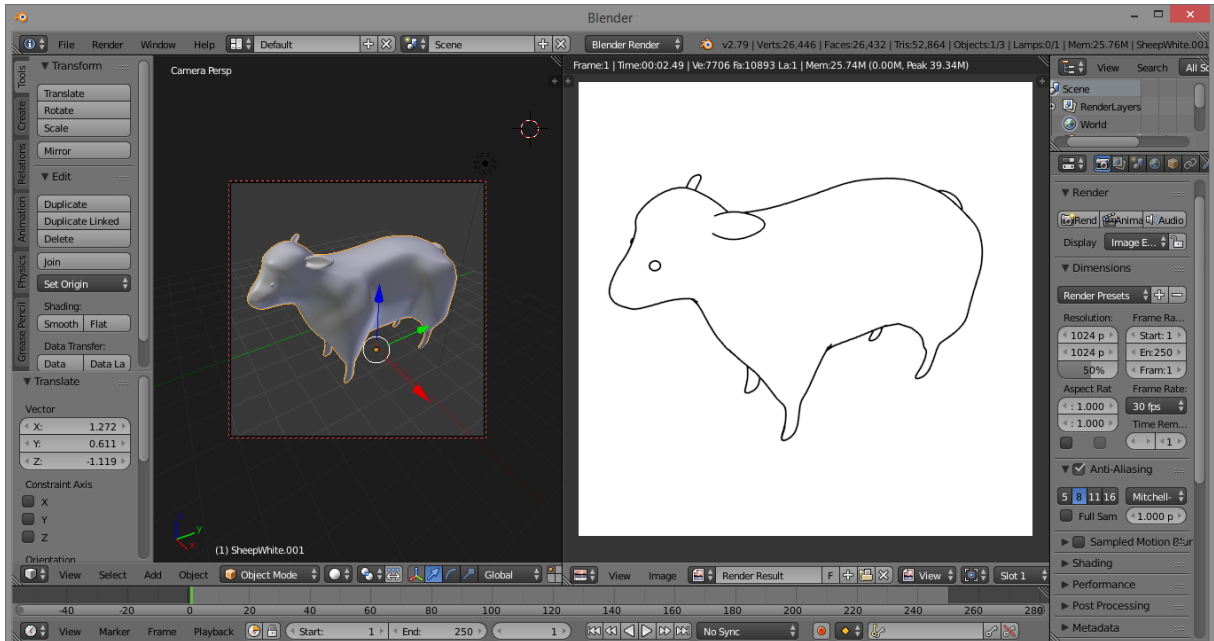 Blender
File Render Window Help Default Scene Blender Render v2.79 | Verts:26,446 | Faces:26,432 | Tris:52,864 | Objects:1/3 | Lamps:0/1 | Mem:25.76M | SheepWhite.001
Tools
Create
Relations
Animation
Physics
Grease Pencil
Transform
Translate
Rotate
Scale
Mirror
Edit
Duplicate
Duplicate Linked
Delete
Join
Set Origin
Shading:
Smooth Flat
Data Transfer:
Data Data La
Translate
Vector
X: 1.272
Y: 0.611
Z: -1.119
Constraint Axis
X
Y
Z
Orientation
Camera Persp
(1) SheepWhite.001
View Select Add Object Object Mode Global
Frame:1 | Time:00:02.49 | Ve:7706 Fa:10893 La:1 | Mem:25.74M (0.00M, Peak 39.34M)
View Image Render Result F View Slot 1
View Search All Sc
Scene
RenderLayers
World
Render
Rend Anima Audio
Display Image E...
Dimensions
Render Presets
Resolution: Frame Ra...
1024 p Start: 1
1024 p En:250
50% Fram:1
Aspect Rat Frame Rate:
: 1.000 30 fps
: 1.000 Time Rem...
1
Anti-Aliasing
5 8 11 16 Mitchell-
Full Sam 1.000 p
Sampled Motion Blur
Shading
Performance
Post Processing
Metadata
-40 -20 0 20 40 60 80 100 120 140 160 180 200 220 240 260 280
View Marker Frame Playback Start: 1 End: 250 1 No Sync